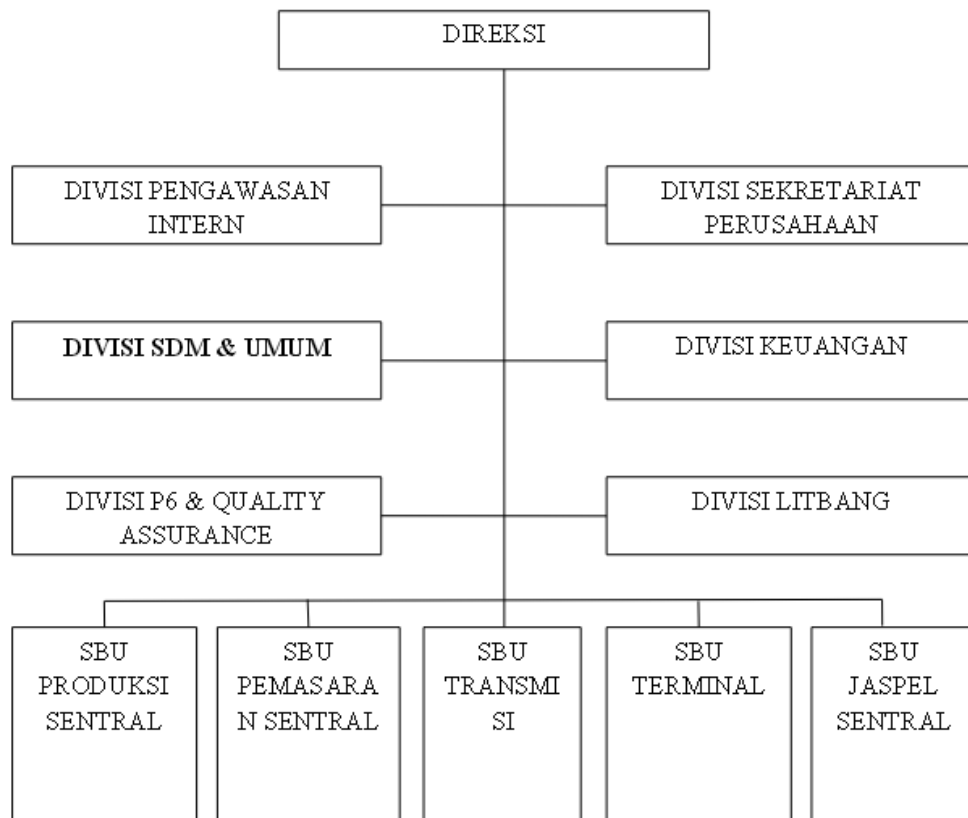 DIREKSI
DIVISI PENGAWASAN
INTERN
DIVISI SEKRETARIAT
PERUSAHAAN
DIVISI SDM & UMUM
DIVISI KEUANGAN
DIVISI P6 & QUALITY
ASSURANCE
DIVISI LITBANG
SBU
PRODUKSI
SENTRAL
SBU
PEMASARA
N SENTRAL
SBU
TRANSMI
SI
SBU
TERMINAL
SBU
JASPEL
SENTRAL